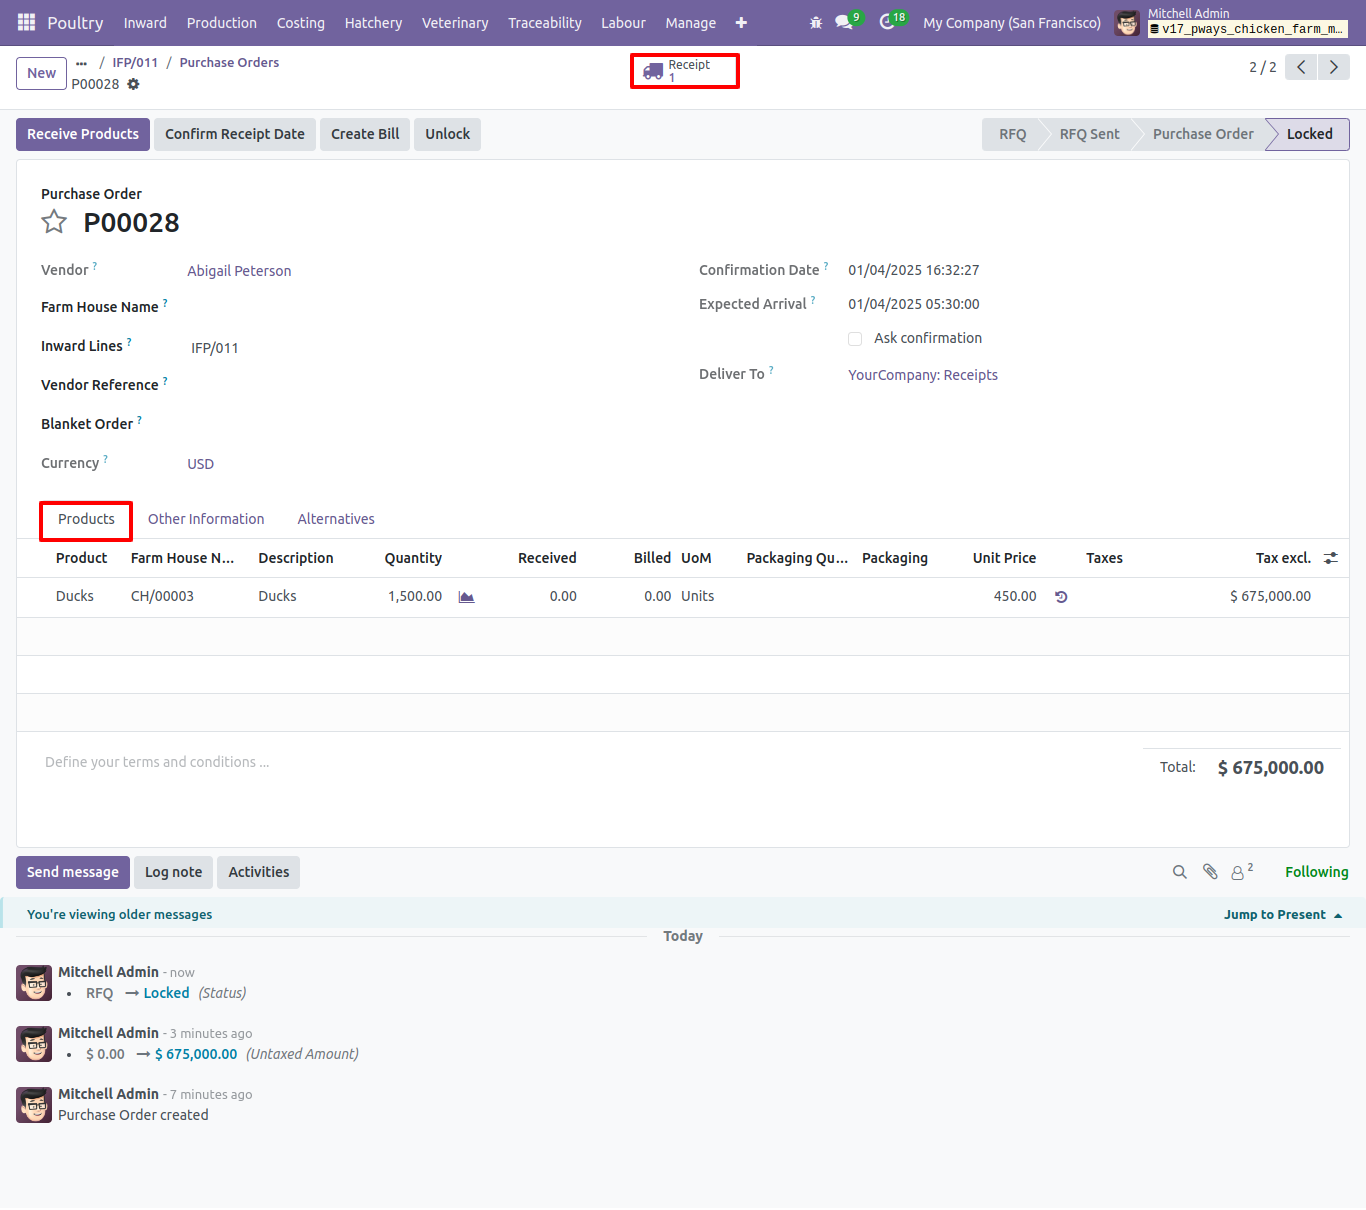 Poultry Inward Production Costing Hatchery Veterinary Traceability Labour Manage 9 18 My Company (San Francisco) Mitchell Admin
v17_pways_chicken_farm_m...
New ... / IFP/011 / Purchase Orders
P00028
Receipt
1
2 / 2
Receive Products Confirm Receipt Date Create Bill Unlock RFQ RFQ Sent Purchase Order Locked
Purchase Order
P00028
Vendor ? Abigail Peterson
Farm House Name ?
Inward Lines ? IFP/011
Vendor Reference ?
Blanket Order ?
Currency ? USD
Confirmation Date ? 01/04/2025 16:32:27
Expected Arrival ? 01/04/2025 05:30:00
Ask confirmation
Deliver To ? YourCompany: Receipts
Products Other Information Alternatives
Product Farm House N... Description Quantity Received Billed UoM Packaging Qu... Packaging Unit Price Taxes Tax excl.
Ducks CH/00003 Ducks 1,500.00 0.00 0.00 Units 450.00 $ 675,000.00
Define your terms and conditions ...
Total: $ 675,000.00
Send message Log note Activities 2 Following
You're viewing older messages Jump to Present
Today
Mitchell Admin - now
• RFQ → Locked (Status)
Mitchell Admin - 3 minutes ago
• $ 0.00 → $ 675,000.00 (Untaxed Amount)
Mitchell Admin - 7 minutes ago
Purchase Order created